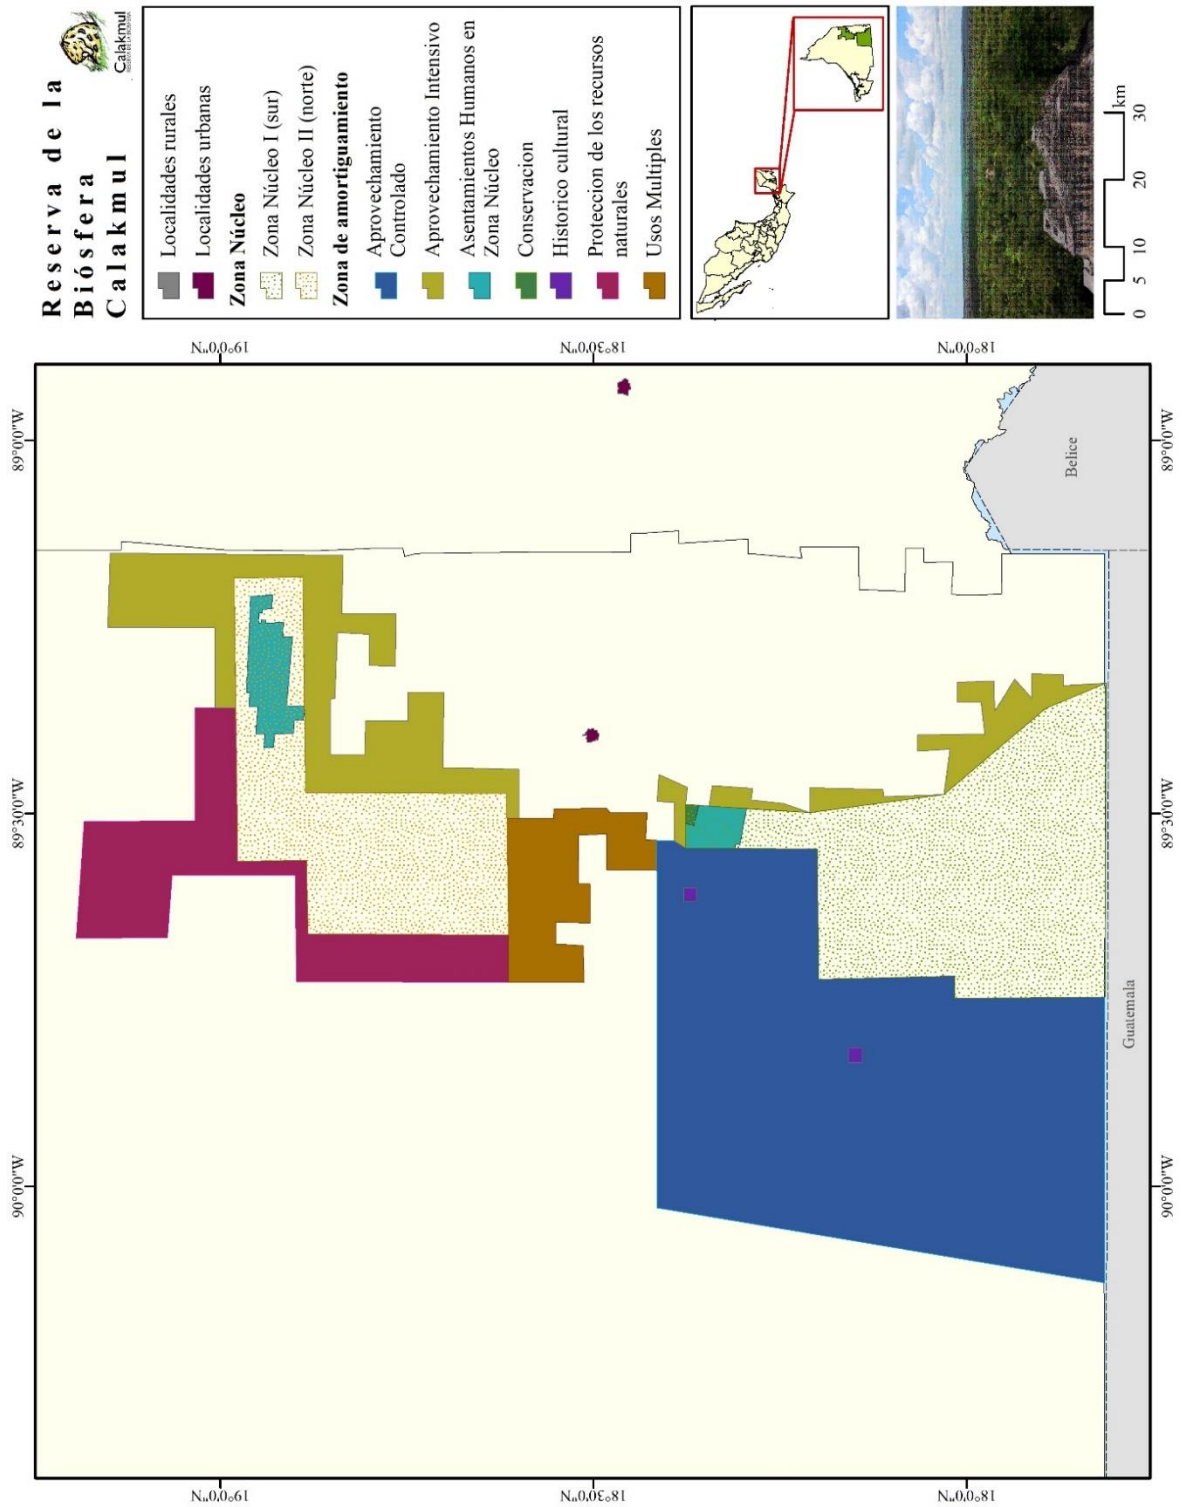 Reserva de la
Biósfera
Calakmul
Calakmul
RESERVA DE LA BIOSFERA
Localidades rurales
Localidades urbanas
Zona Núcleo
Zona Núcleo I (sur)
Zona Núcleo II (norte)
Zona de amortiguamiento
Aprovechamiento
Controlado
Aprovechamiento Intensivo
Asentamientos Humanos en
Zona Núcleo
Conservacion
Historico cultural
Proteccion de los recursos
naturales
Usos Multiples
0 5 10 20 30
km
90°0'0"W 89°30'0"W 89°0'0"W
19°0'0"N 19°0'0"N
18°30'0"N 18°30'0"N
18°0'0"N 18°0'0"N
Belice
Guatemala
90°0'0"W 89°30'0"W 89°0'0"W